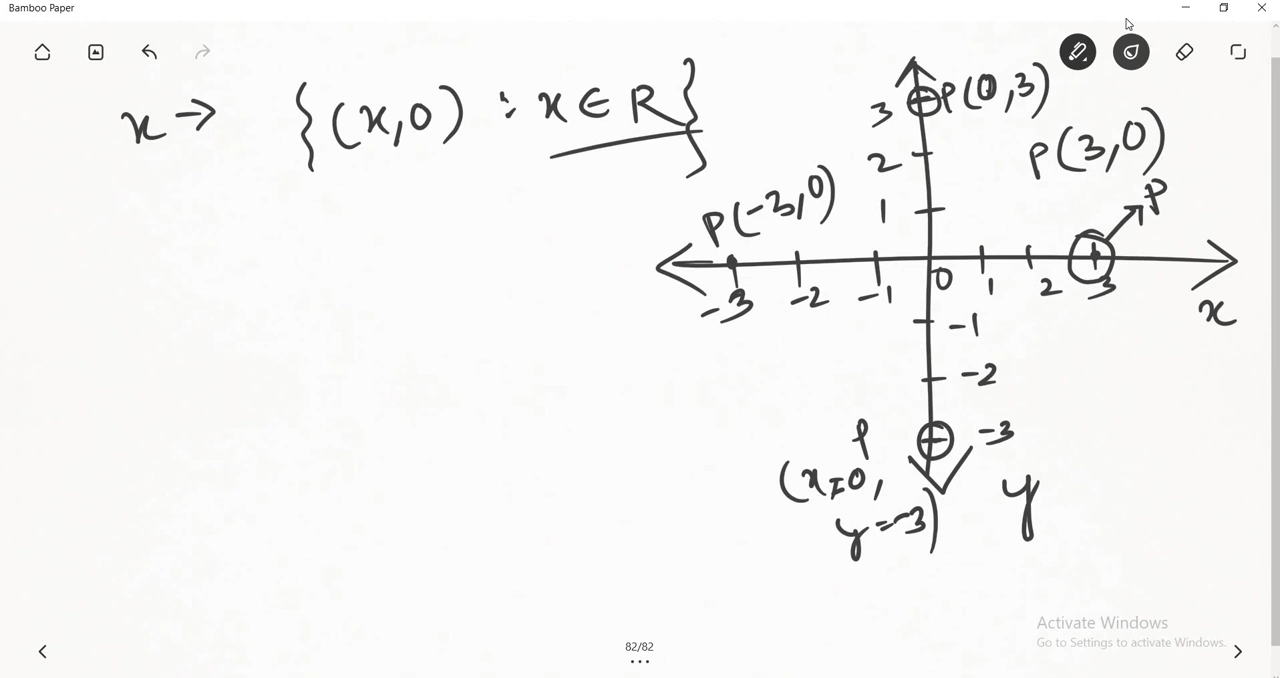 Bamboo Paper
x → {(x,0) : x ∈ R}
P(0,3)
3
P(3,0)
2
P(-3,0)
P
1
-3 -2 -1 0 1 2 3
x
-1
-2
-3
P
(x=0,
y=-3)
y
Activate Windows
Go to Settings to activate Windows.
82/82